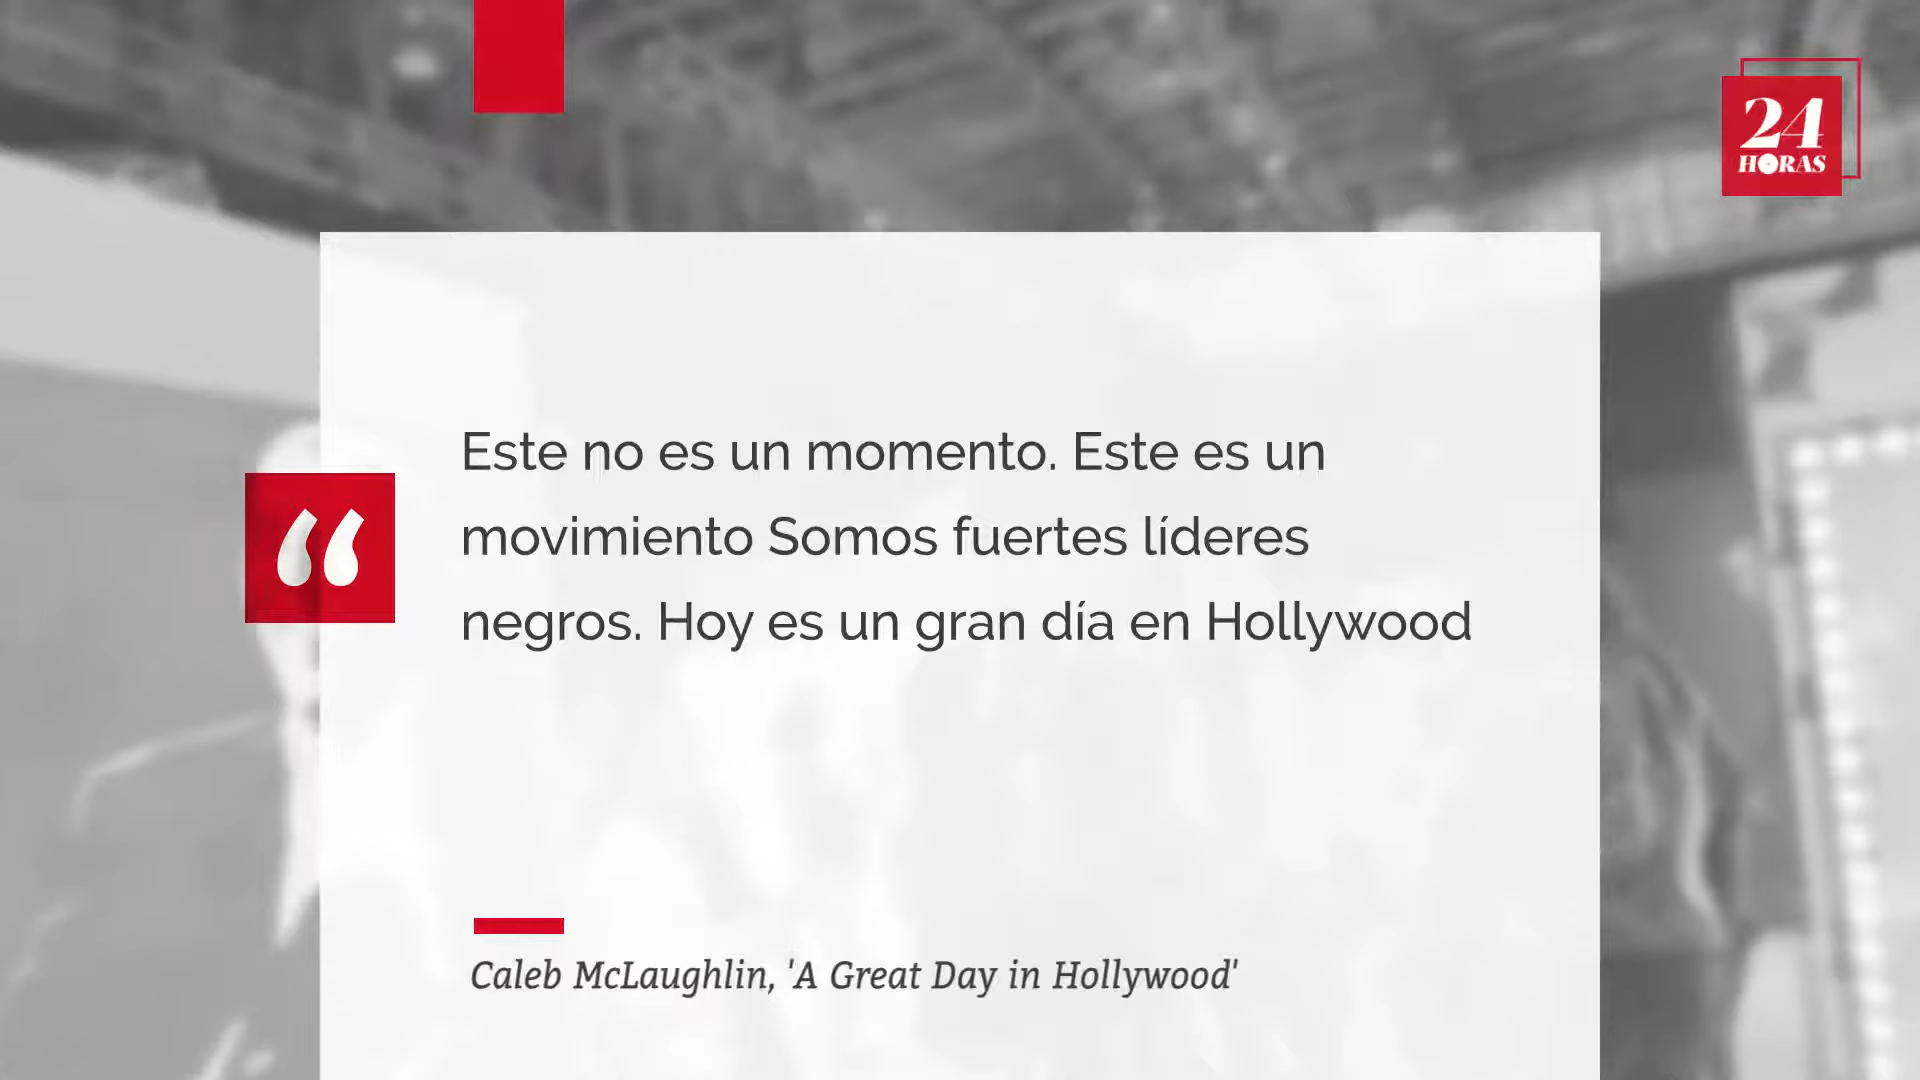 24
HORAS
“
Este no es un momento. Este es un
movimiento Somos fuertes líderes
negros. Hoy es un gran día en Hollywood
Caleb McLaughlin, 'A Great Day in Hollywood'